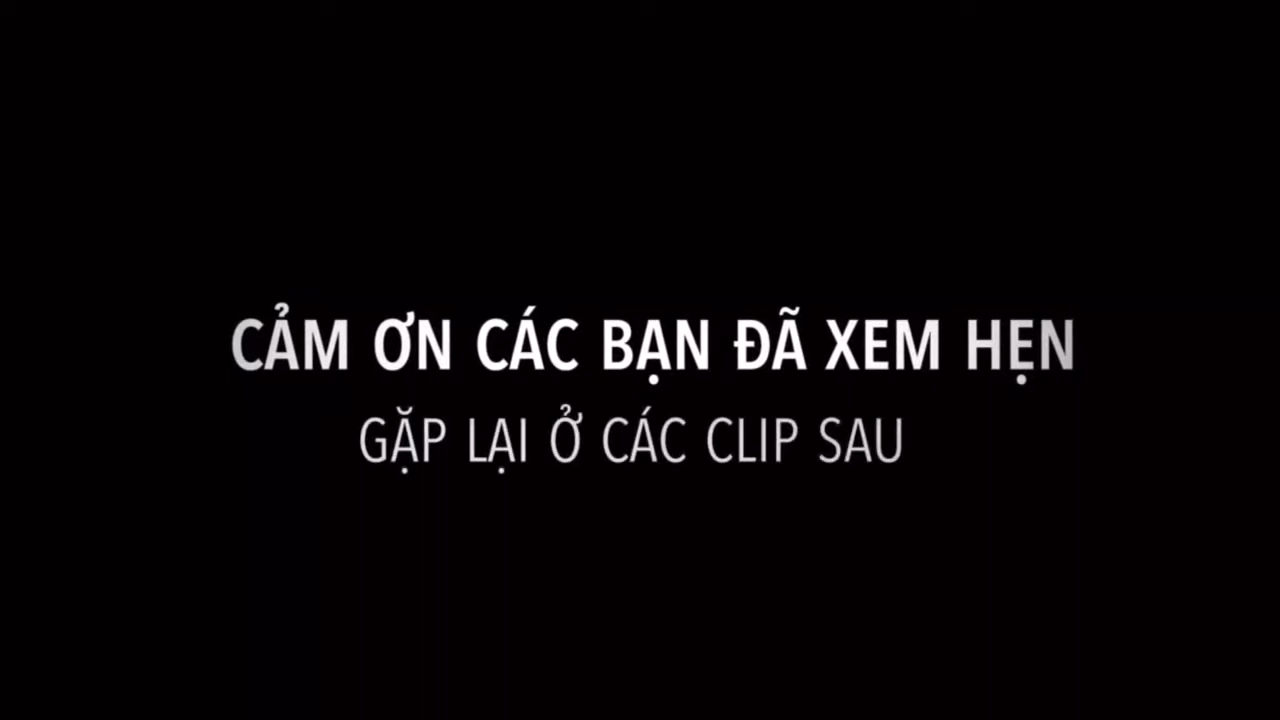 CẢM ƠN CÁC BẠN ĐÃ XEM HẸN
GẶP LẠI Ở CÁC CLIP SAU